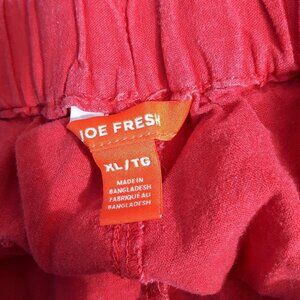 JOE FRESH
XL/TG
MADE IN
BANGLADESH
FABRIQUÉ AU
BANGLADESH